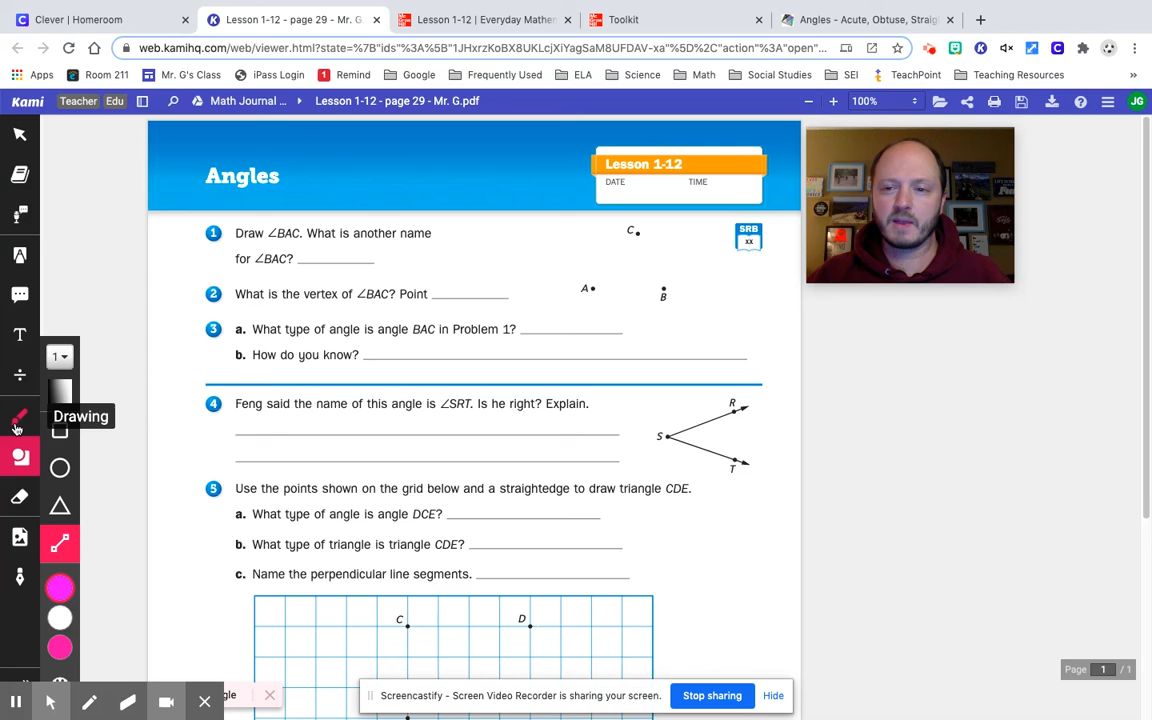 Clever | Homeroom
Lesson 1-12 - page 29 - Mr. G.
Lesson 1-12 | Everyday Mathem
Toolkit
Angles - Acute, Obtuse, Straig
web.kamihq.com/web/viewer.html?state=%7B"ids"%3A%5B"1JHxrzKoBX8UKLcjXiYagSaM8UFDAV-xa"%5D%2C"action"%3A"open"...
Apps
Room 211
Mr. G's Class
iPass Login
Remind
Google
Frequently Used
ELA
Science
Math
Social Studies
SEI
TeachPoint
Teaching Resources
»
Kami
Teacher
Edu
Math Journal ...
Lesson 1-12 - page 29 - Mr. G.pdf
100%
JG
Angles
Lesson 1-12
DATE TIME
1 Draw ∠BAC. What is another name
for ∠BAC?
C
SRB
xx
2 What is the vertex of ∠BAC? Point
A
B
3 a. What type of angle is angle BAC in Problem 1?
b. How do you know?
4 Feng said the name of this angle is ∠SRT. Is he right? Explain.
R
S
T
5 Use the points shown on the grid below and a straightedge to draw triangle CDE.
a. What type of angle is angle DCE?
b. What type of triangle is triangle CDE?
c. Name the perpendicular line segments.
C D
1
Drawing
T
Page 1 / 1
gle
Screencastify - Screen Video Recorder is sharing your screen.
Stop sharing
Hide